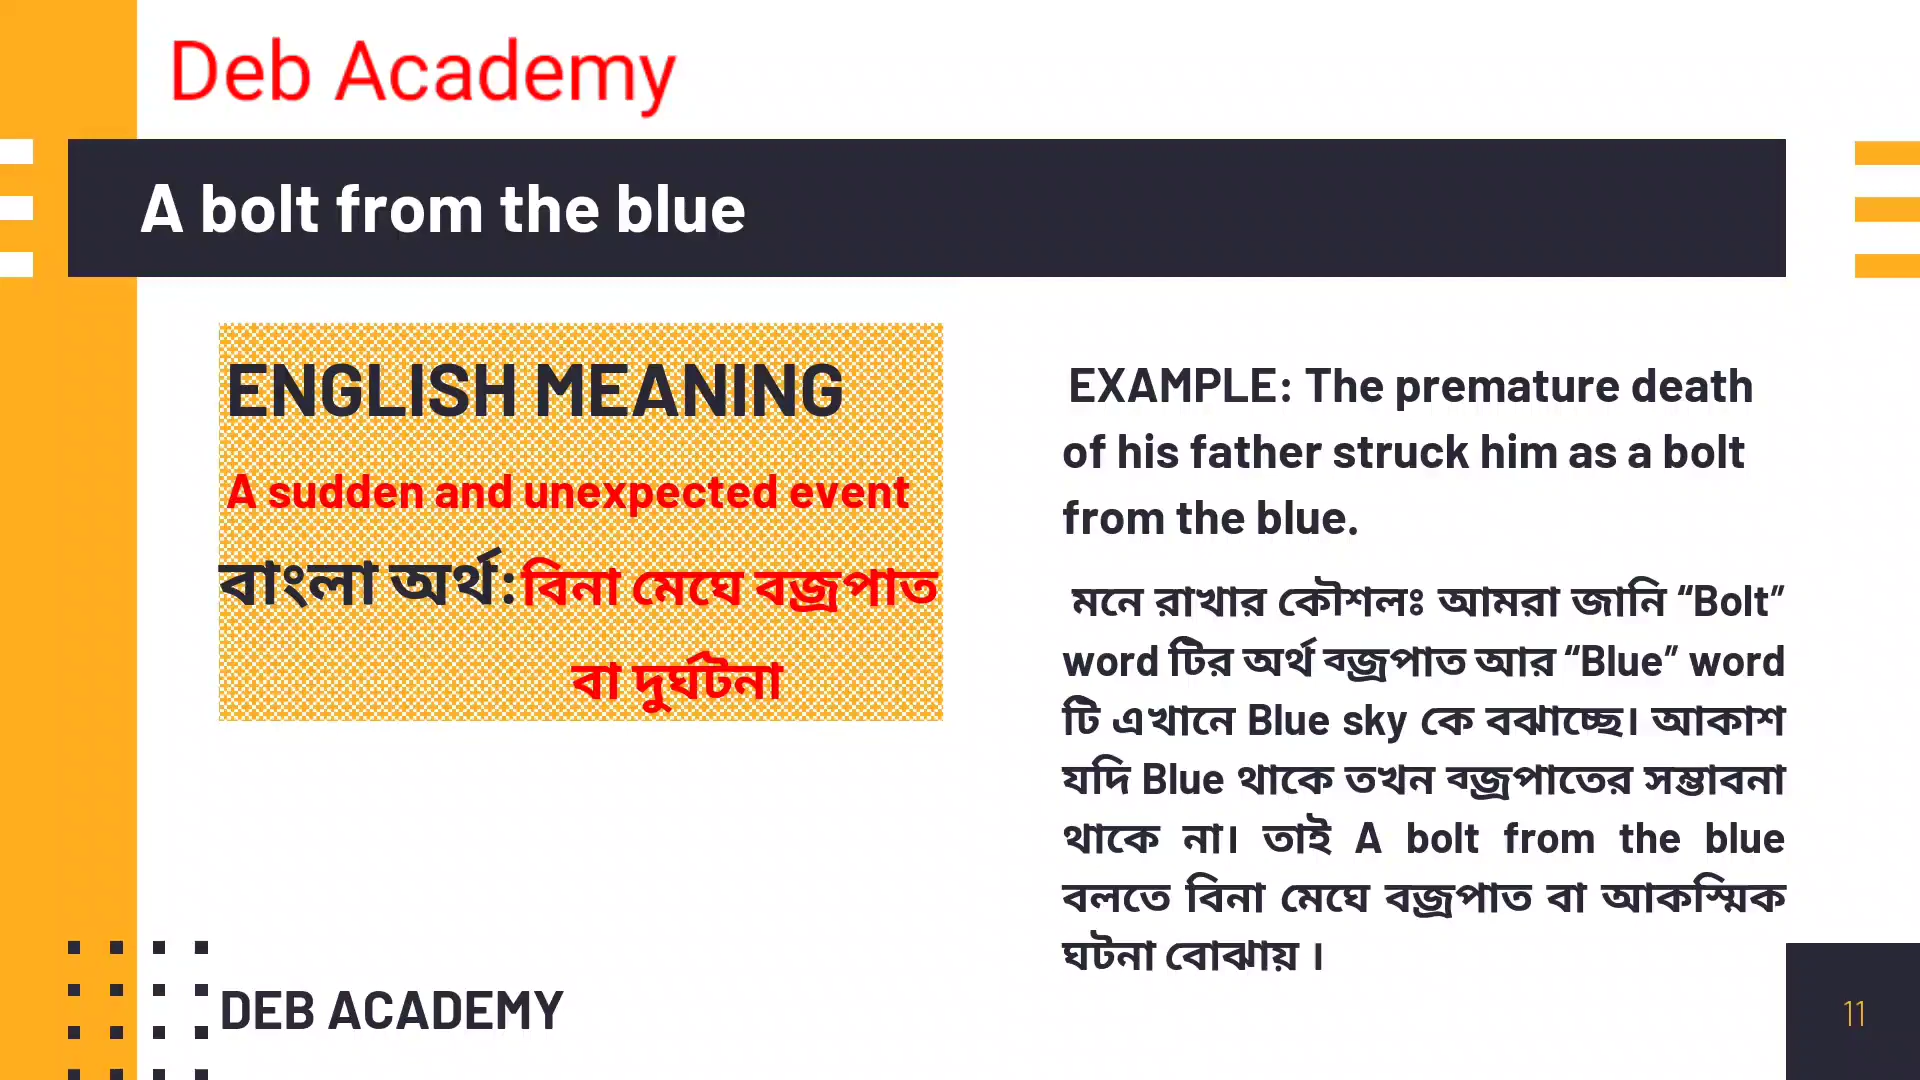 Deb Academy
A bolt from the blue
ENGLISH MEANING
A sudden and unexpected event
বাংলা অর্থ: বিনা মেঘে বজ্রপাত
বা দুর্ঘটনা
EXAMPLE: The premature death
of his father struck him as a bolt
from the blue.
মনে রাখার কৌশলঃ আমরা জানি “Bolt”
word টির অর্থ বজ্রপাত আর “Blue” word
টি এখানে Blue sky কে বঝাচ্ছে। আকাশ
যদি Blue থাকে তখন বজ্রপাতের সম্ভাবনা
থাকে না। তাই A bolt from the blue
বলতে বিনা মেঘে বজ্রপাত বা আকস্মিক
ঘটনা বোঝায় ।
DEB ACADEMY
11